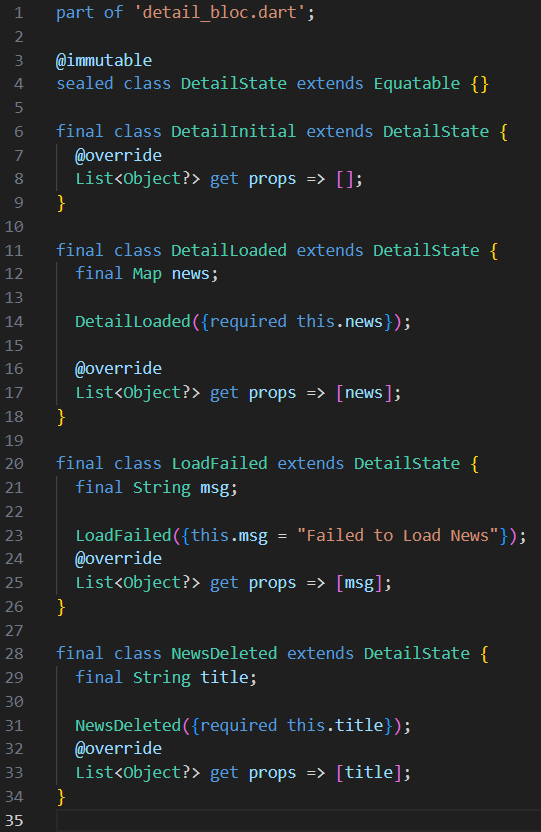 1 part of 'detail_bloc.dart';
2
3 @immutable
4 sealed class DetailState extends Equatable {}
5
6 final class DetailInitial extends DetailState {
7   @override
8   List<Object?> get props => [];
9 }
10
11 final class DetailLoaded extends DetailState {
12   final Map news;
13
14   DetailLoaded({required this.news});
15
16   @override
17   List<Object?> get props => [news];
18 }
19
20 final class LoadFailed extends DetailState {
21   final String msg;
22
23   LoadFailed({this.msg = "Failed to Load News"});
24   @override
25   List<Object?> get props => [msg];
26 }
27
28 final class NewsDeleted extends DetailState {
29   final String title;
30
31   NewsDeleted({required this.title});
32   @override
33   List<Object?> get props => [title];
34 }
35